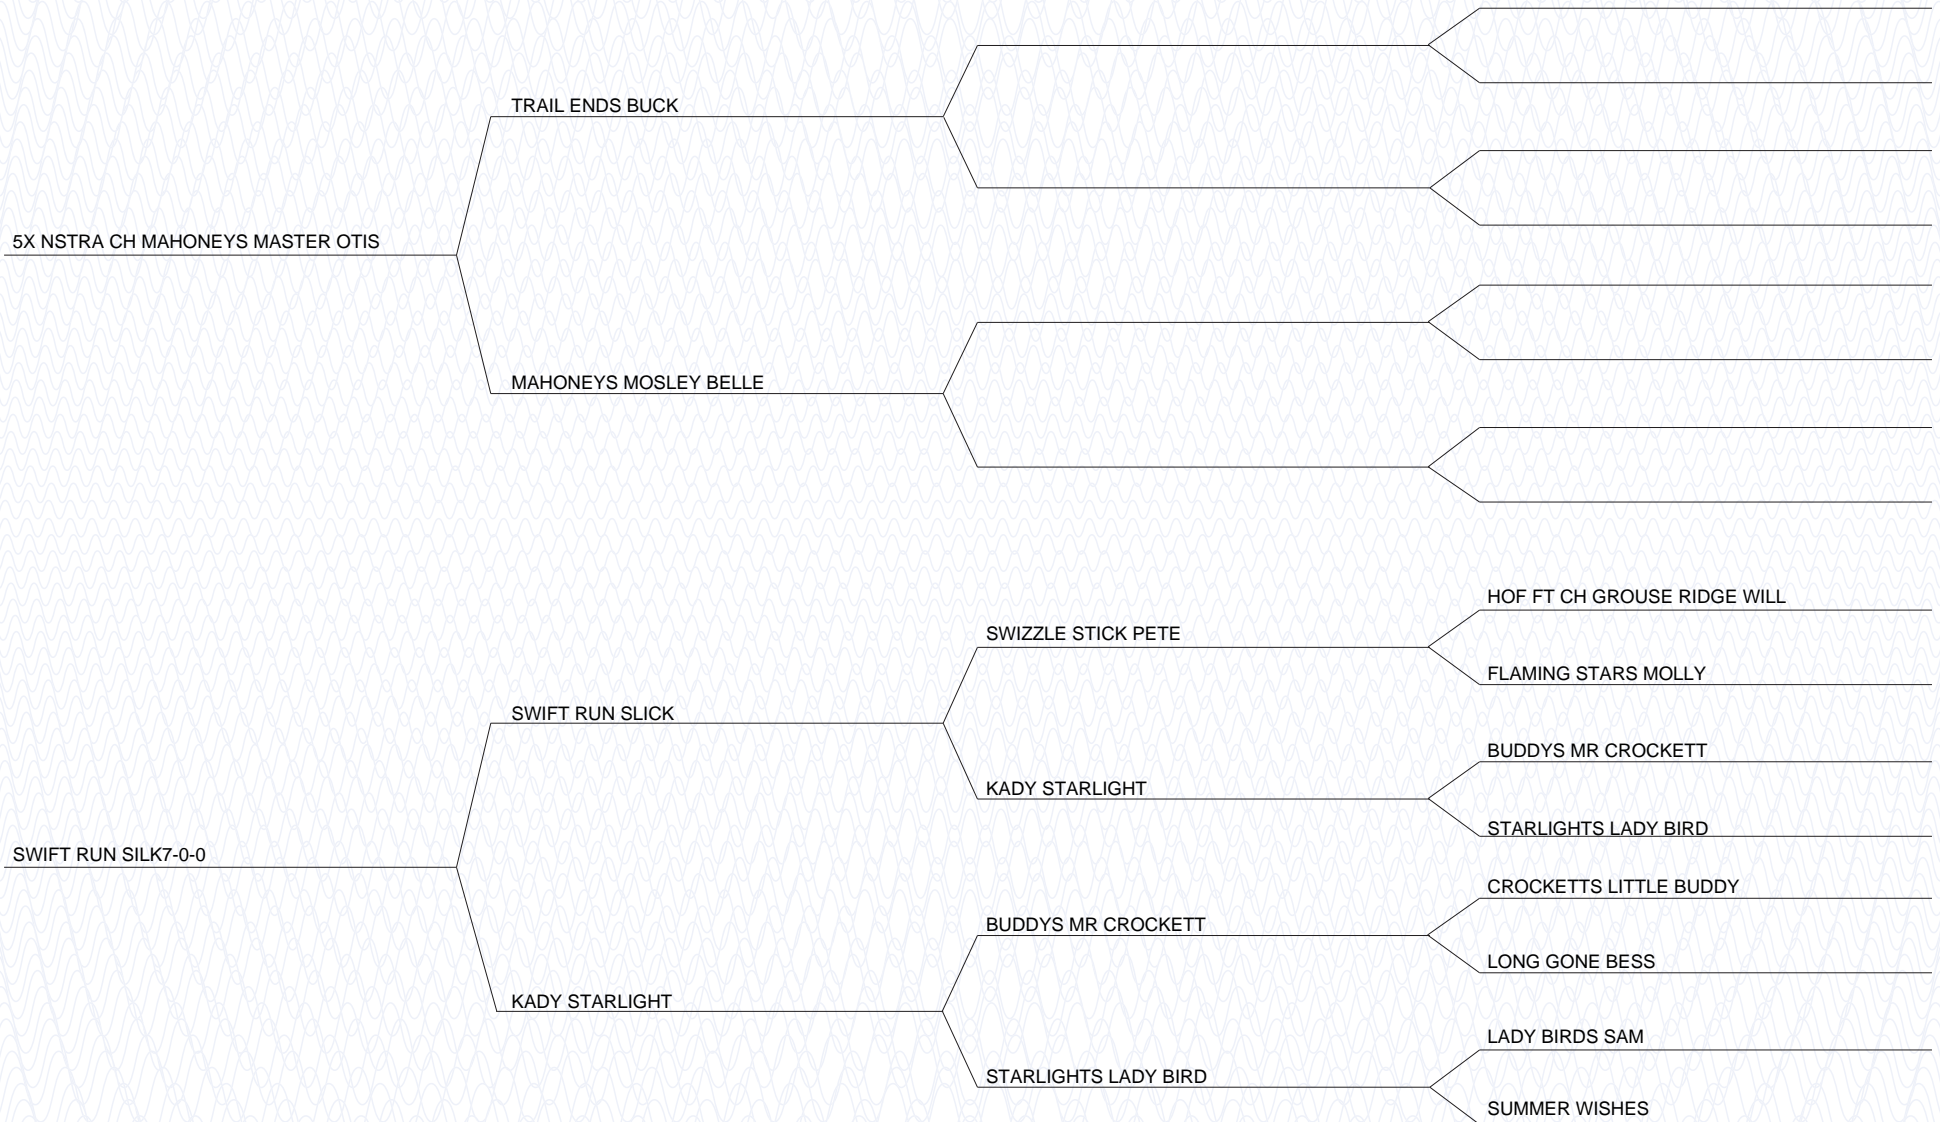 TRAIL ENDS BUCK
5X NSTRA CH MAHONEYS MASTER OTIS
MAHONEYS MOSLEY BELLE
HOF FT CH GROUSE RIDGE WILL
SWIZZLE STICK PETE
FLAMING STARS MOLLY
SWIFT RUN SLICK
BUDDYS MR CROCKETT
KADY STARLIGHT
STARLIGHTS LADY BIRD
SWIFT RUN SILK7-0-0
CROCKETTS LITTLE BUDDY
BUDDYS MR CROCKETT
LONG GONE BESS
KADY STARLIGHT
LADY BIRDS SAM
STARLIGHTS LADY BIRD
SUMMER WISHES